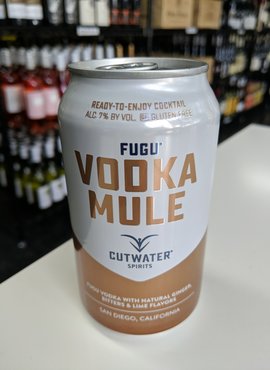 READY-TO-ENJOY COCKTAIL
ALC 7% BY VOL. GLUTEN FREE
FUGU®
VODKA
MULE
CUTWATER®
SPIRITS
FUGU VODKA WITH NATURAL GINGER,
BITTERS & LIME FLAVORS
SAN DIEGO, CALIFORNIA